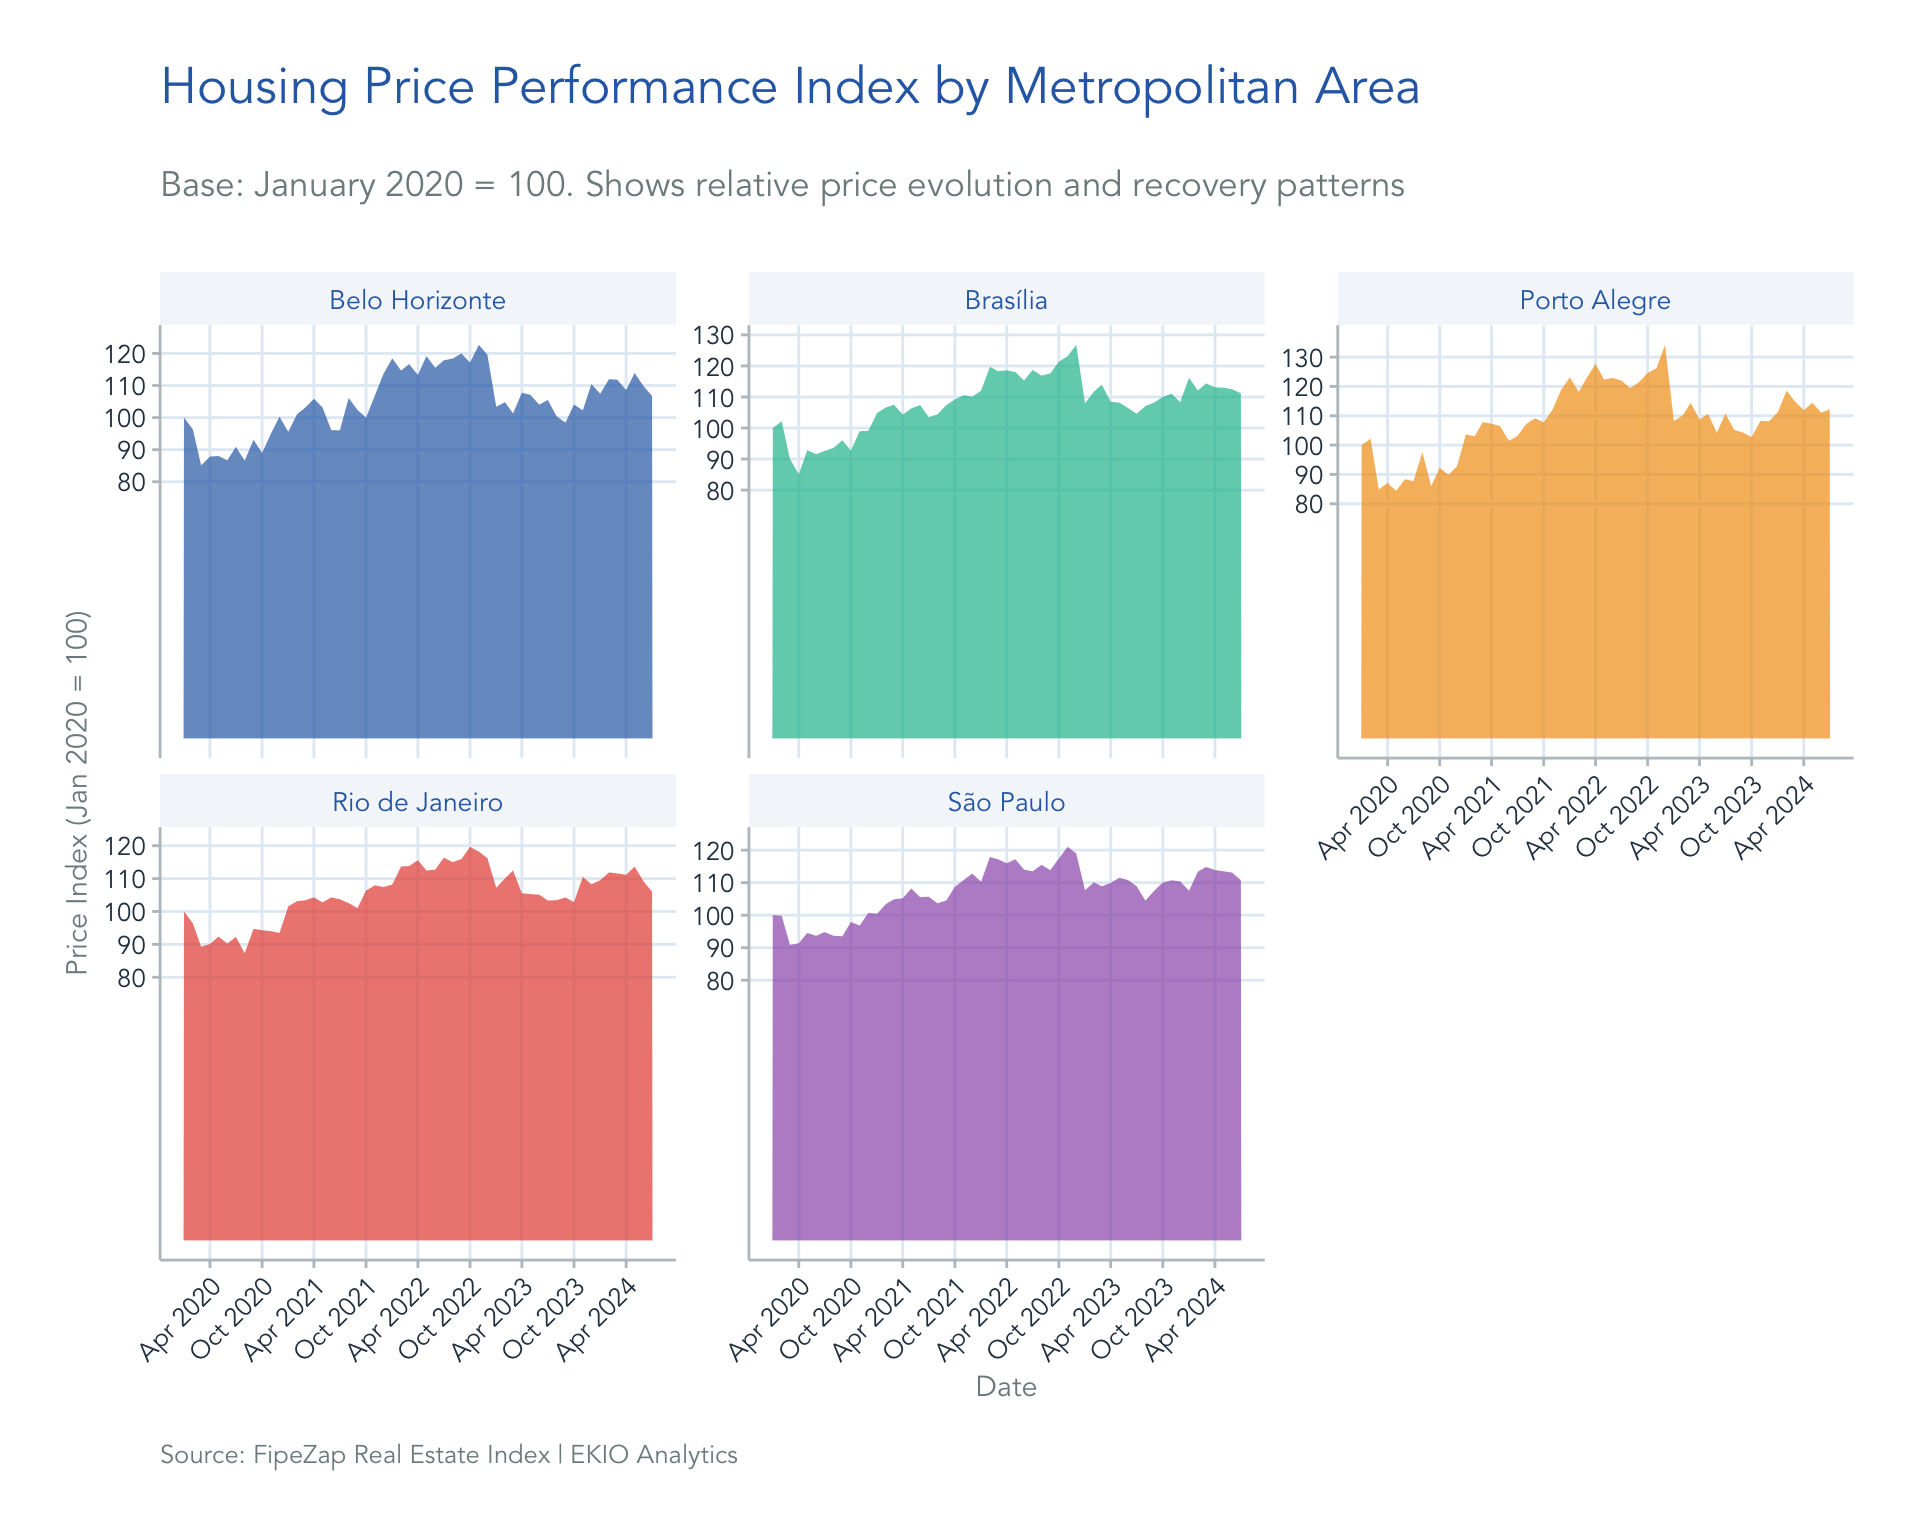 Housing Price Performance Index by Metropolitan Area
Base: January 2020 = 100. Shows relative price evolution and recovery patterns
Price Index (Jan 2020 = 100)
Belo Horizonte
120
110
100
90
80
Brasília
130
120
110
100
90
80
Porto Alegre
130
120
110
100
90
80
Apr 2020
Oct 2020
Apr 2021
Oct 2021
Apr 2022
Oct 2022
Apr 2023
Oct 2023
Apr 2024
Rio de Janeiro
120
110
100
90
80
Apr 2020
Oct 2020
Apr 2021
Oct 2021
Apr 2022
Oct 2022
Apr 2023
Oct 2023
Apr 2024
São Paulo
120
110
100
90
80
Apr 2020
Oct 2020
Apr 2021
Oct 2021
Apr 2022
Oct 2022
Apr 2023
Oct 2023
Apr 2024
Date
Source: FipeZap Real Estate Index | EKIO Analytics